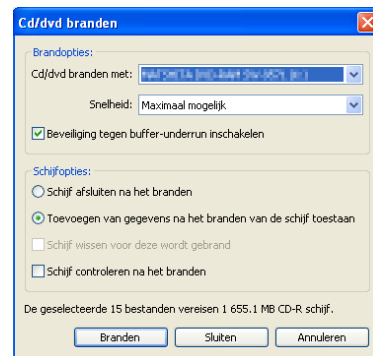 Cd/dvd branden
Brandopties:
Cd/dvd branden met:
Snelheid: Maximaal mogelijk
Beveiliging tegen buffer-underrun inschakelen
Schijfopties:
Schijf afsluiten na het branden
Toevoegen van gegevens na het branden van de schijf toestaan
Schijf wissen voor deze wordt gebrand
Schijf controleren na het branden
De geselecteerde 15 bestanden vereisen 1 655.1 MB CD-R schijf.
Branden Sluiten Annuleren